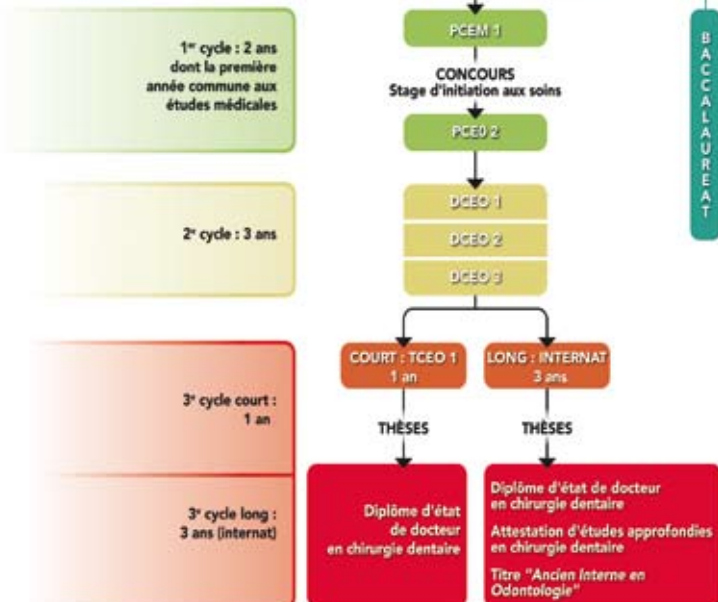 1er cycle : 2 ans
dont la première
année commune aux
études médicales
PCEM 1
CONCOURS
Stage d'initiation aux soins
PCEO 2
BACCALAUREAT
2e cycle : 3 ans
DCEO 1
DCEO 2
DCEO 3
3e cycle court :
1 an
COURT : TCEO 1
1 an
LONG : INTERNAT
3 ans
THÈSES
THÈSES
3e cycle long :
3 ans (internat)
Diplôme d'état
de docteur
en chirurgie dentaire
Diplôme d'état de docteur
en chirurgie dentaire
Attestation d'études approfondies
en chirurgie dentaire
Titre "Ancien Interne en
Odontologie"